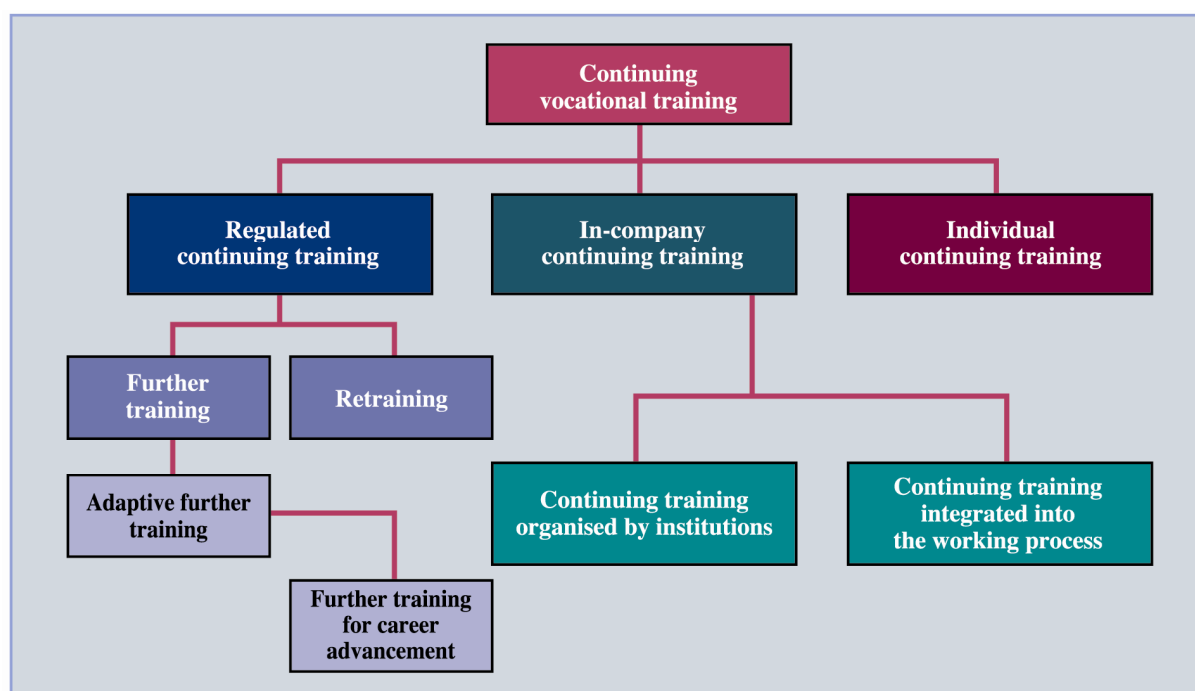 Continuing
vocational training
Regulated
continuing training
In-company
continuing training
Individual
continuing training
Further
training
Retraining
Adaptive further
training
Continuing training
organised by institutions
Continuing training
integrated into
the working process
Further training
for career
advancement